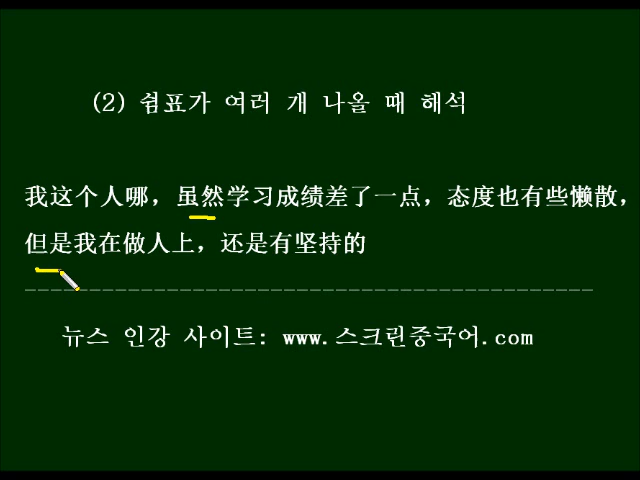 (2) 쉼표가 여러 개 나올 때 해석
我这个人哪，虽然学习成绩差了一点，态度也有些懒散，
但是我在做人上，还是有坚持的
뉴스 인강 사이트: www.스크린중국어.com